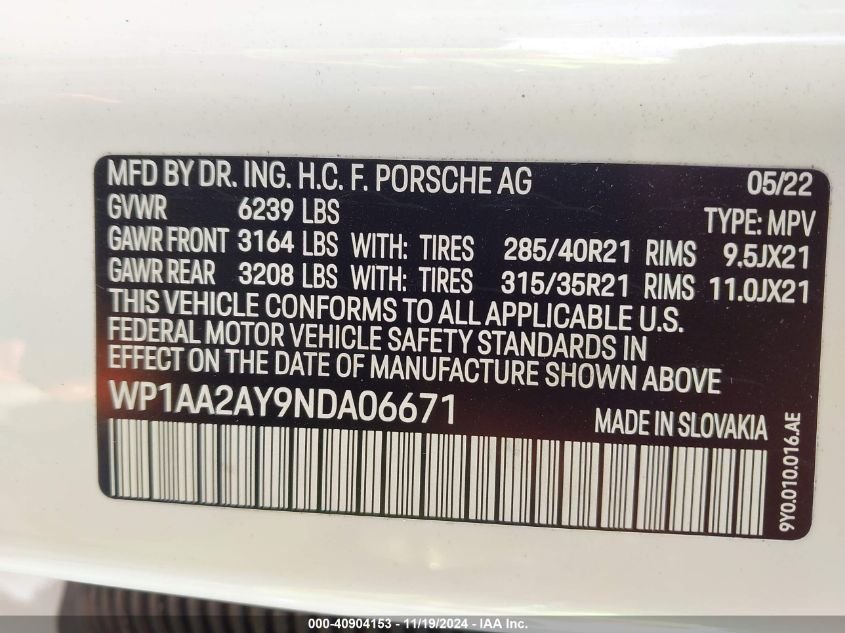 MFD BY DR. ING. H.C. F. PORSCHE AG 05/22
GVWR 6239 LBS TYPE: MPV
GAWR FRONT 3164 LBS WITH: TIRES 285/40R21 RIMS 9.5JX21
GAWR REAR 3208 LBS WITH: TIRES 315/35R21 RIMS 11.0JX21
THIS VEHICLE CONFORMS TO ALL APPLICABLE U.S.
FEDERAL MOTOR VEHICLE SAFETY STANDARDS IN
EFFECT ON THE DATE OF MANUFACTURE SHOWN ABOVE
WP1AA2AY9NDA06671 MADE IN SLOVAKIA
9Y0.010.016.AE
000-40904153 - 11/19/2024 - IAA Inc.